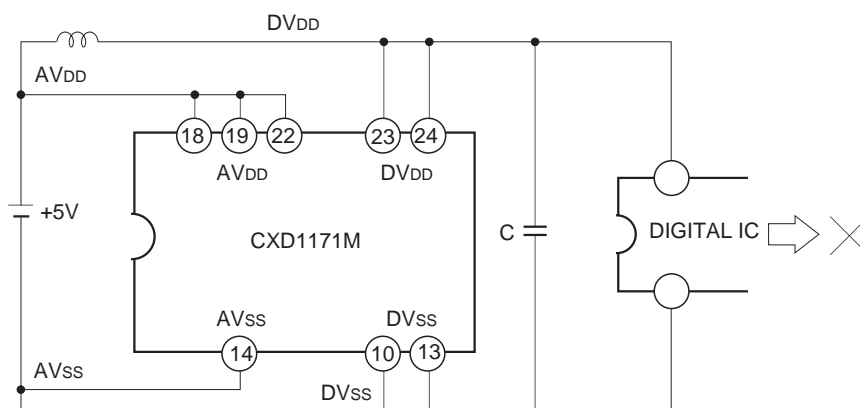 DVDD
AVDD
18 19 22 23 24
AVDD DVDD
+5V
CXD1171M
C
DIGITAL IC
AVSS DVSS
14 10 13
AVSS
DVSS